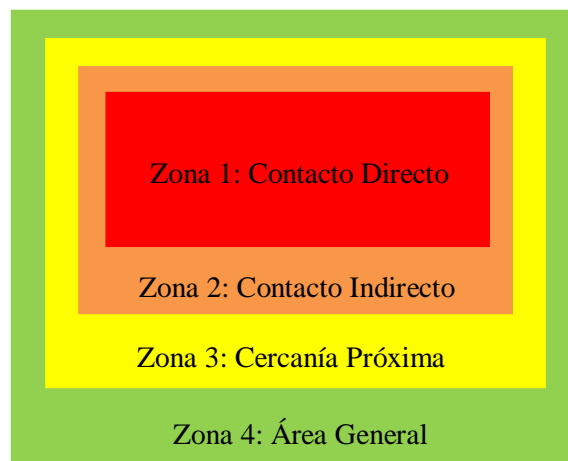 Zona 1: Contacto Directo
Zona 2: Contacto Indirecto
Zona 3: Cercanía Próxima
Zona 4: Área General